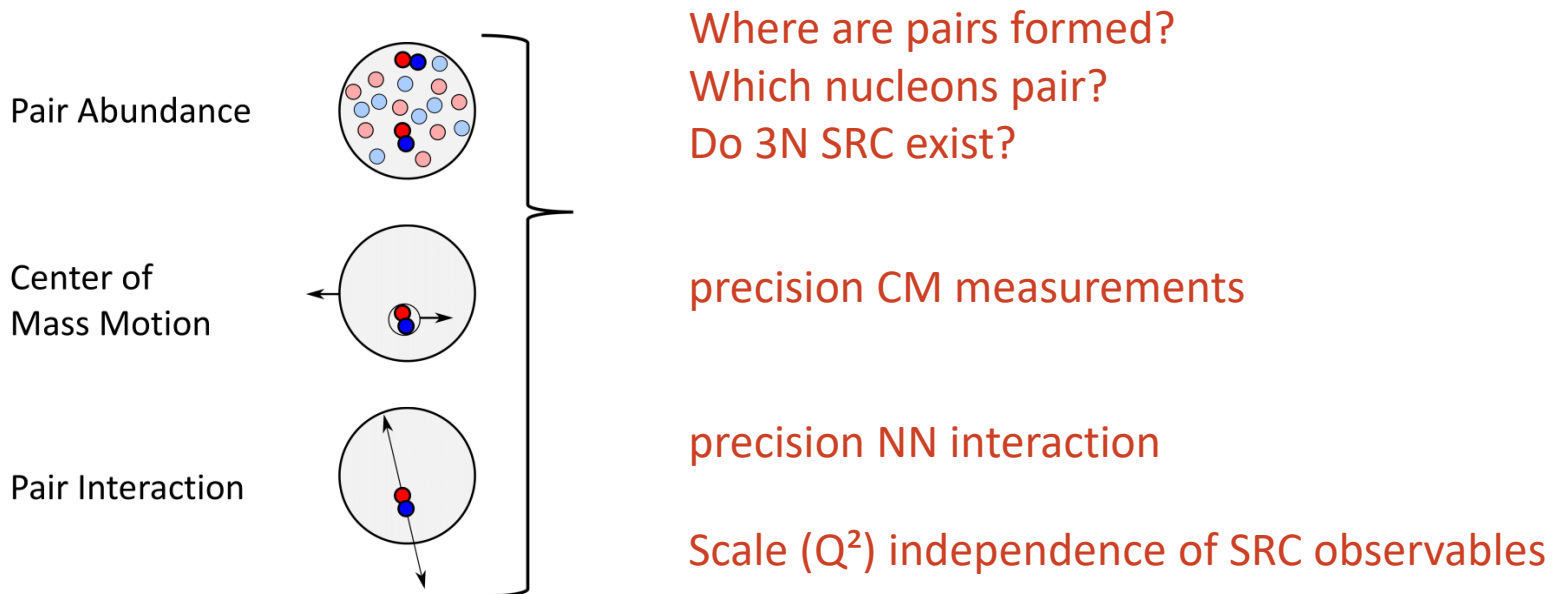 Pair Abundance
Where are pairs formed?
Which nucleons pair?
Do 3N SRC exist?
Center of
Mass Motion
precision CM measurements
Pair Interaction
precision NN interaction
Scale (Q²) independence of SRC observables